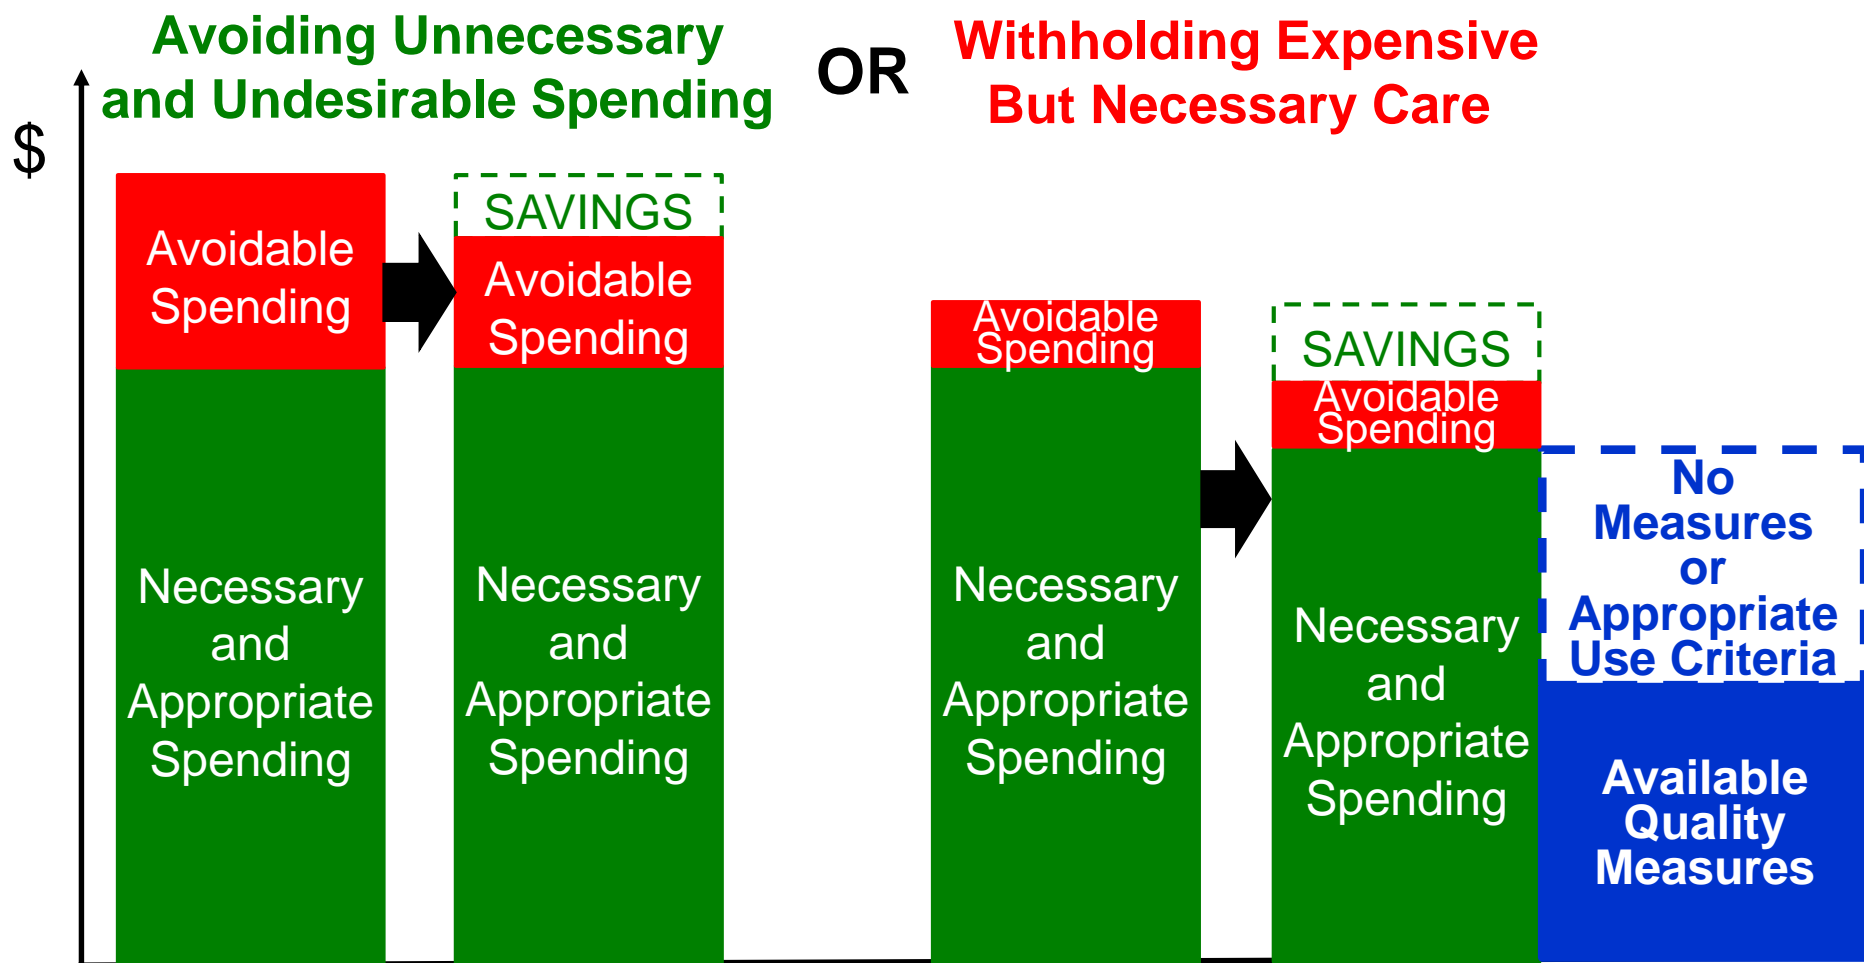 Avoiding Unnecessary
and Undesirable Spending
OR
Withholding Expensive
But Necessary Care
$
Avoidable
Spending
Necessary
and
Appropriate
Spending
SAVINGS
Avoidable
Spending
Necessary
and
Appropriate
Spending
Avoidable
Spending
Necessary
and
Appropriate
Spending
SAVINGS
Avoidable
Spending
Necessary
and
Appropriate
Spending
No
Measures
or
Appropriate
Use Criteria
Available
Quality
Measures